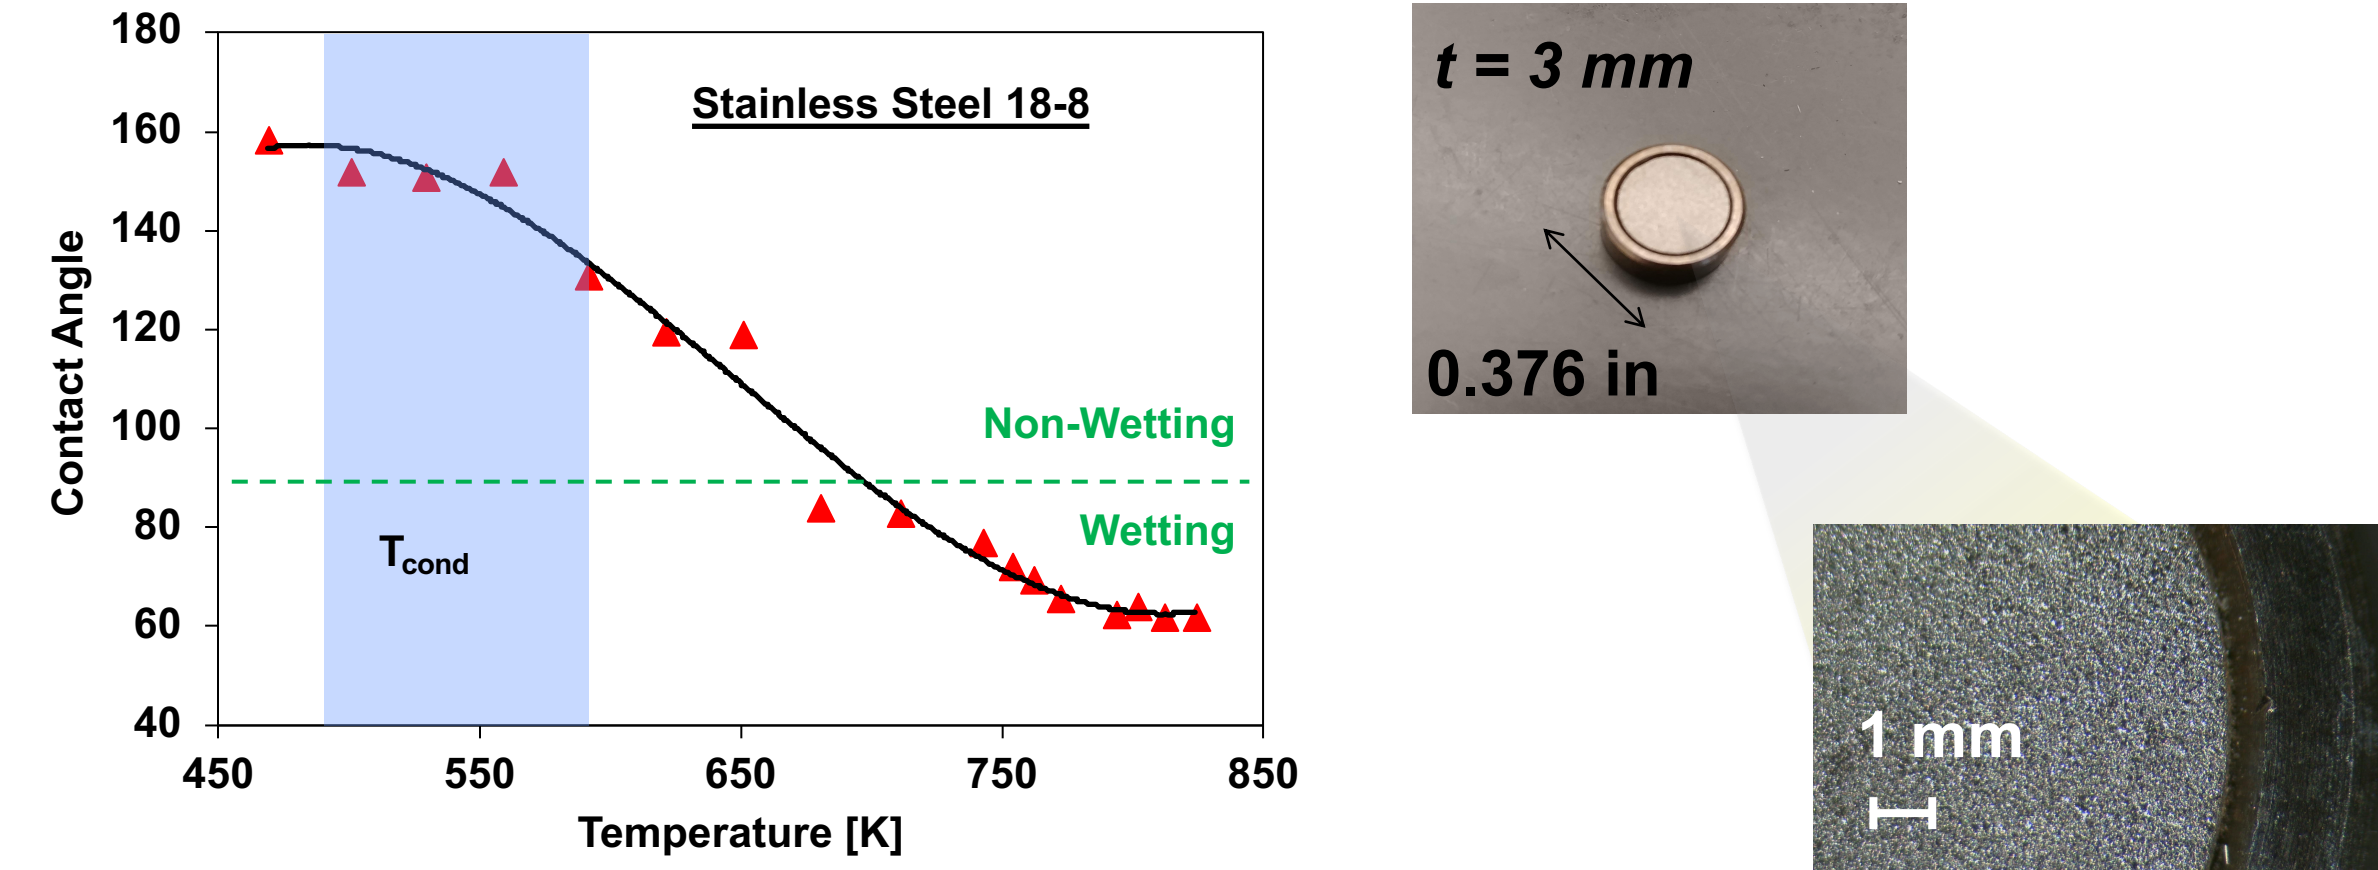 180
160
140
120
100
80
60
40
Contact Angle
450
550
650
750
850
Temperature [K]
Stainless Steel 18-8
Non-Wetting
Wetting
T_cond
t = 3 mm
0.376 in
1 mm